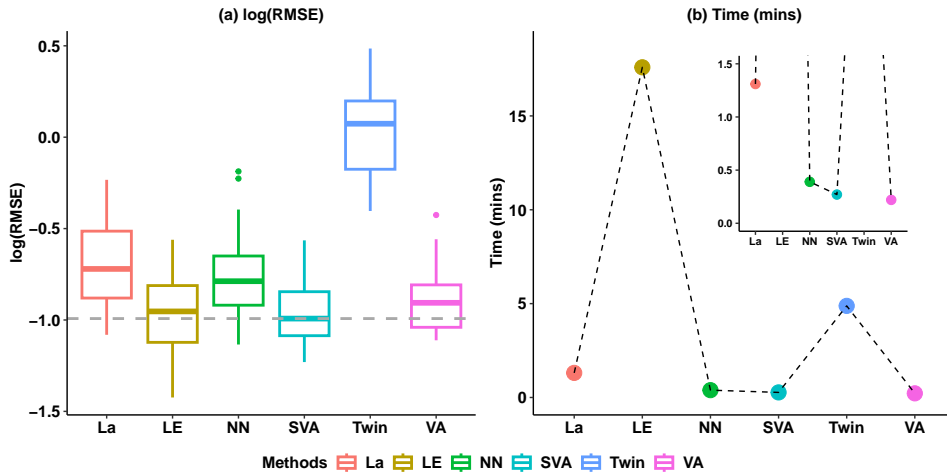 (a) log(RMSE)
log(RMSE)
0.5
0.0
−0.5
−1.0
−1.5
La LE NN SVA Twin VA
(b) Time (mins)
Time (mins)
15
10
5
0
La LE NN SVA Twin VA
1.5
1.0
0.5
0.0
La LE NN SVA Twin VA
Methods La LE NN SVA Twin VA